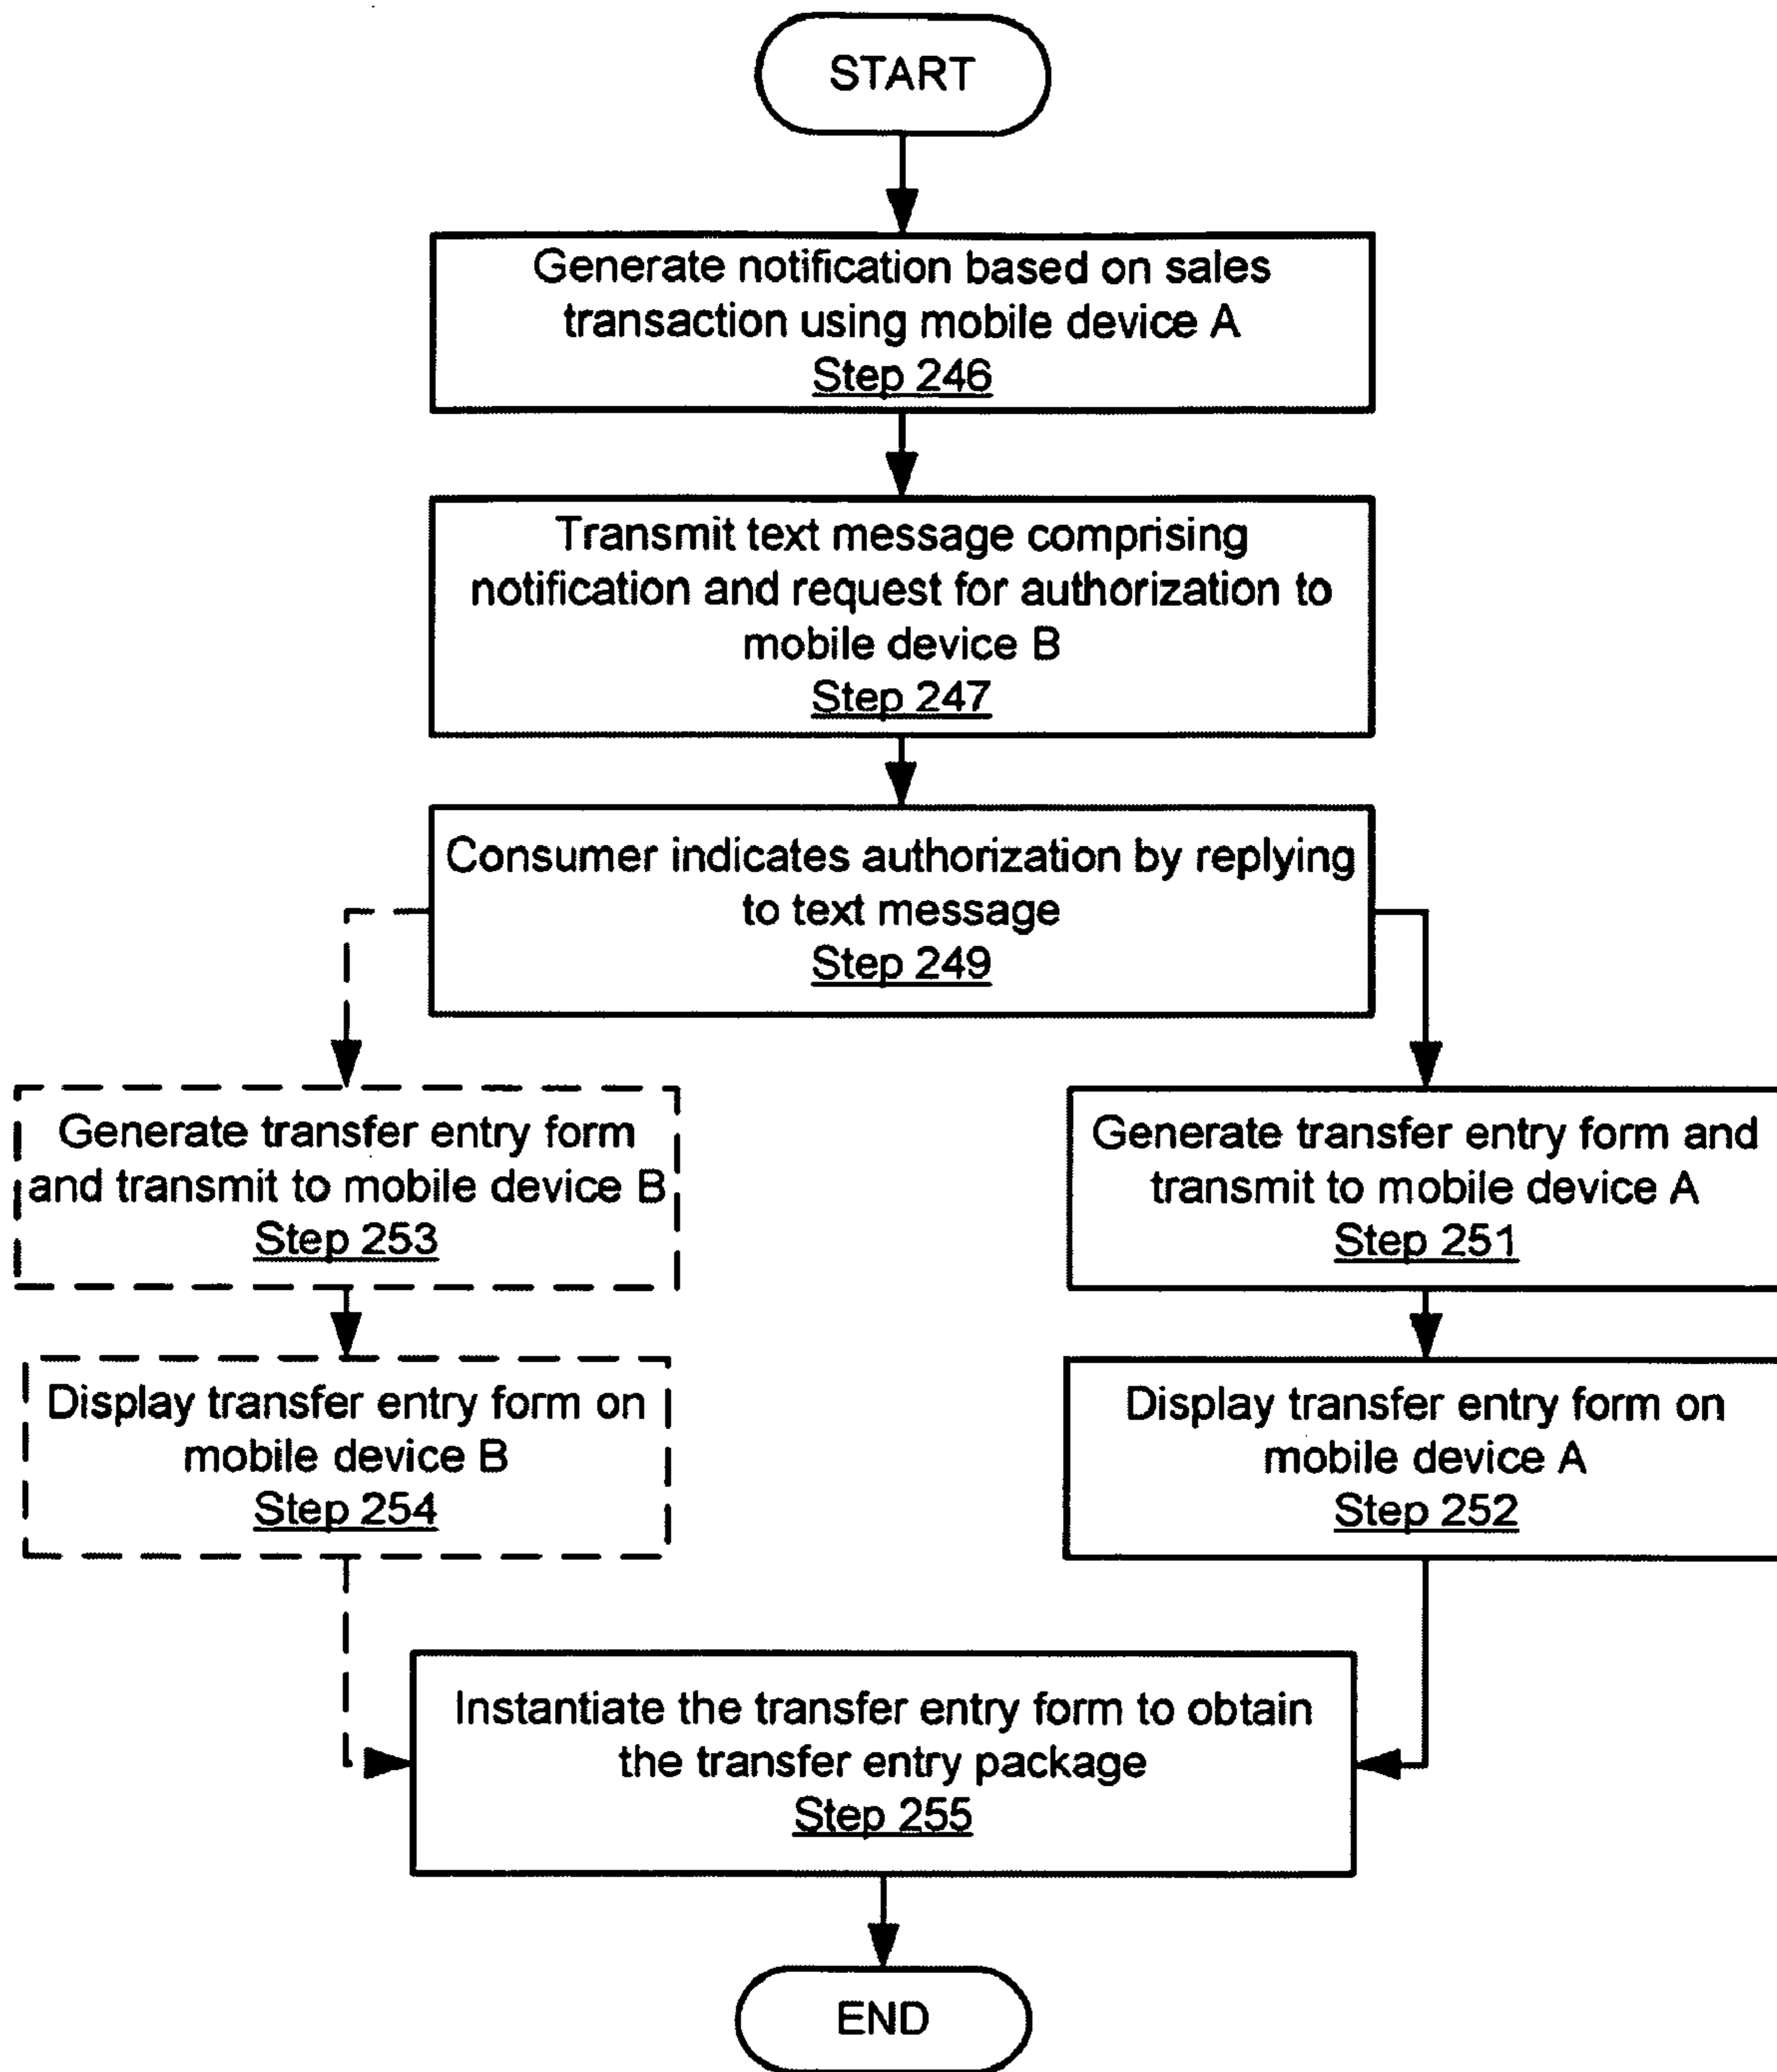 START
Generate notification based on sales
transaction using mobile device A
Step 246
Transmit text message comprising
notification and request for authorization to
mobile device B
Step 247
Consumer indicates authorization by replying
to text message
Step 249
Generate transfer entry form
and transmit to mobile device B
Step 253
Generate transfer entry form and
transmit to mobile device A
Step 251
Display transfer entry form on
mobile device B
Step 254
Display transfer entry form on
mobile device A
Step 252
Instantiate the transfer entry form to obtain
the transfer entry package
Step 255
END